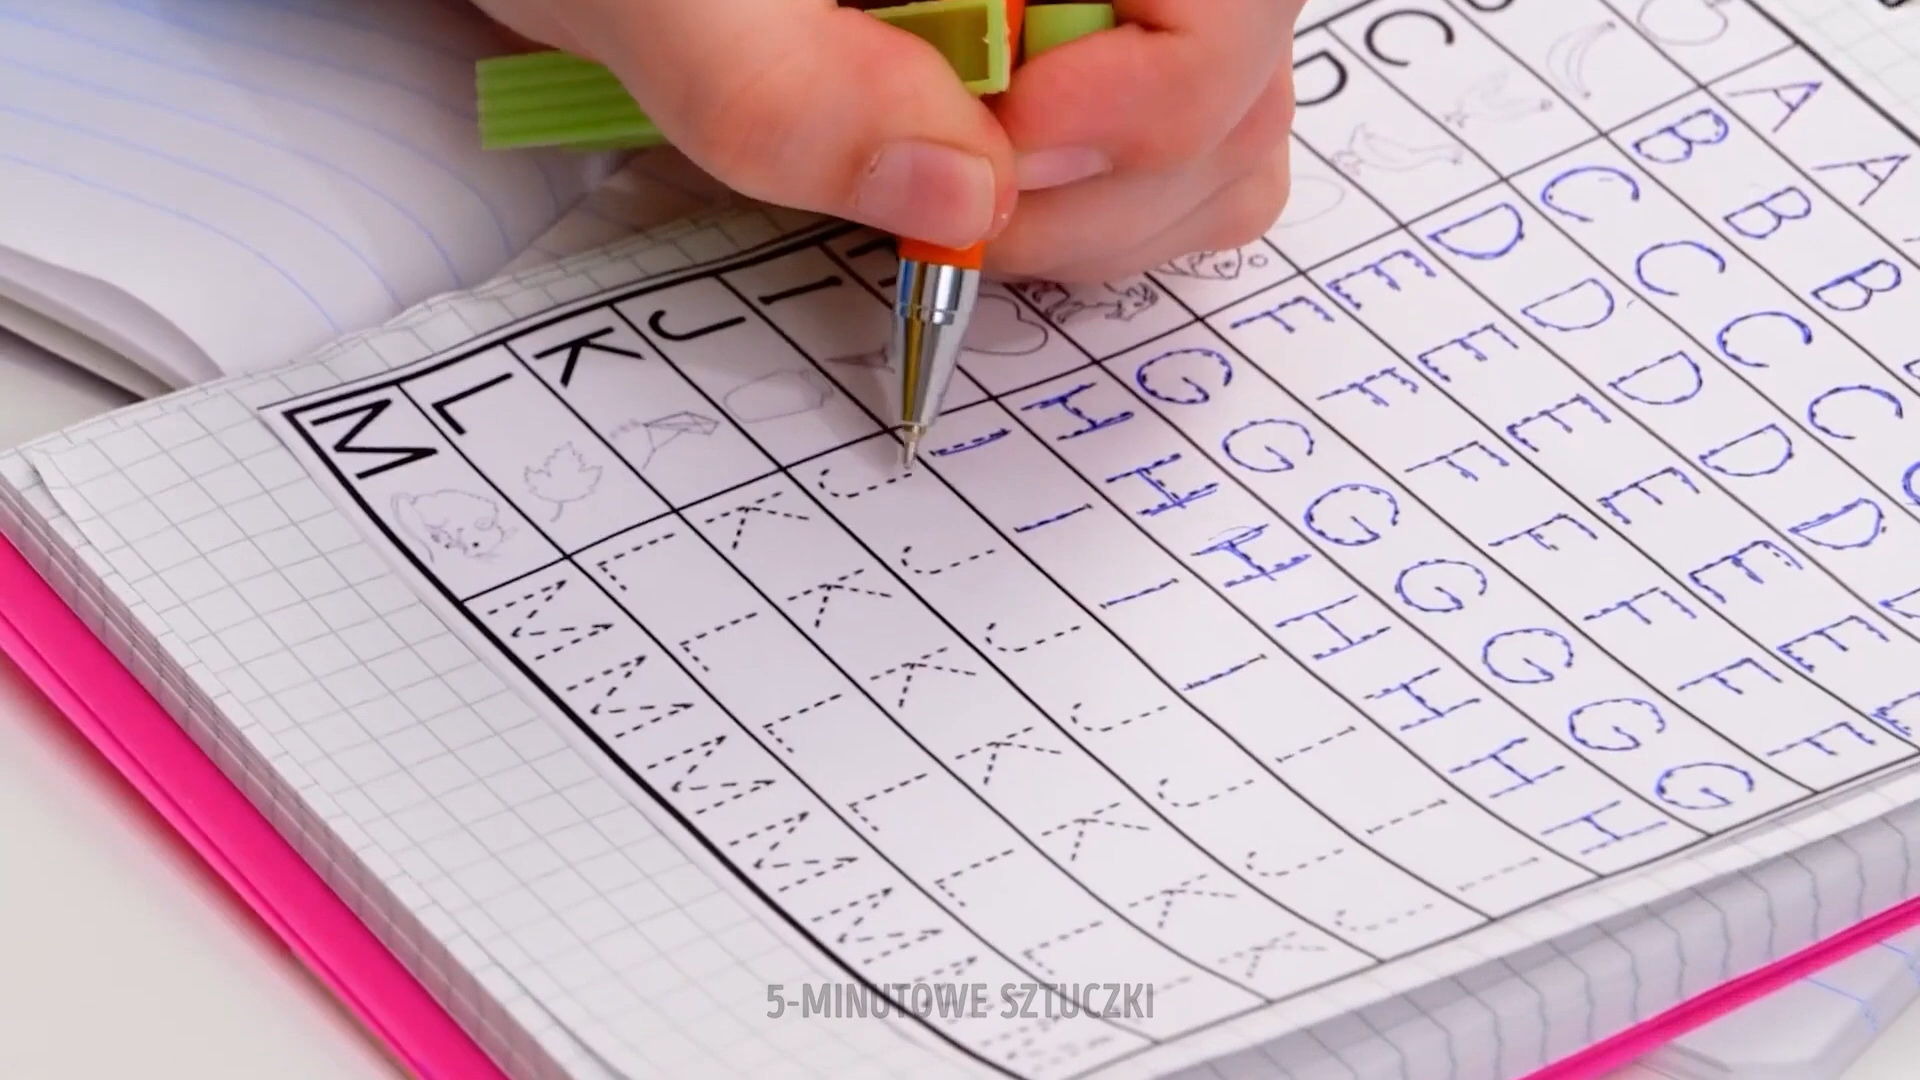 A A
B B B
C C C C C
D D D D D D
E E E E E E
F F F F F F F
G G G G G G G
H H H H H H H
I I I I I I I I
J J J J J J J J
K K K K K K K K
L L L L L L L
M M M M M M M
5-MINUTOWE SZTUCZKI